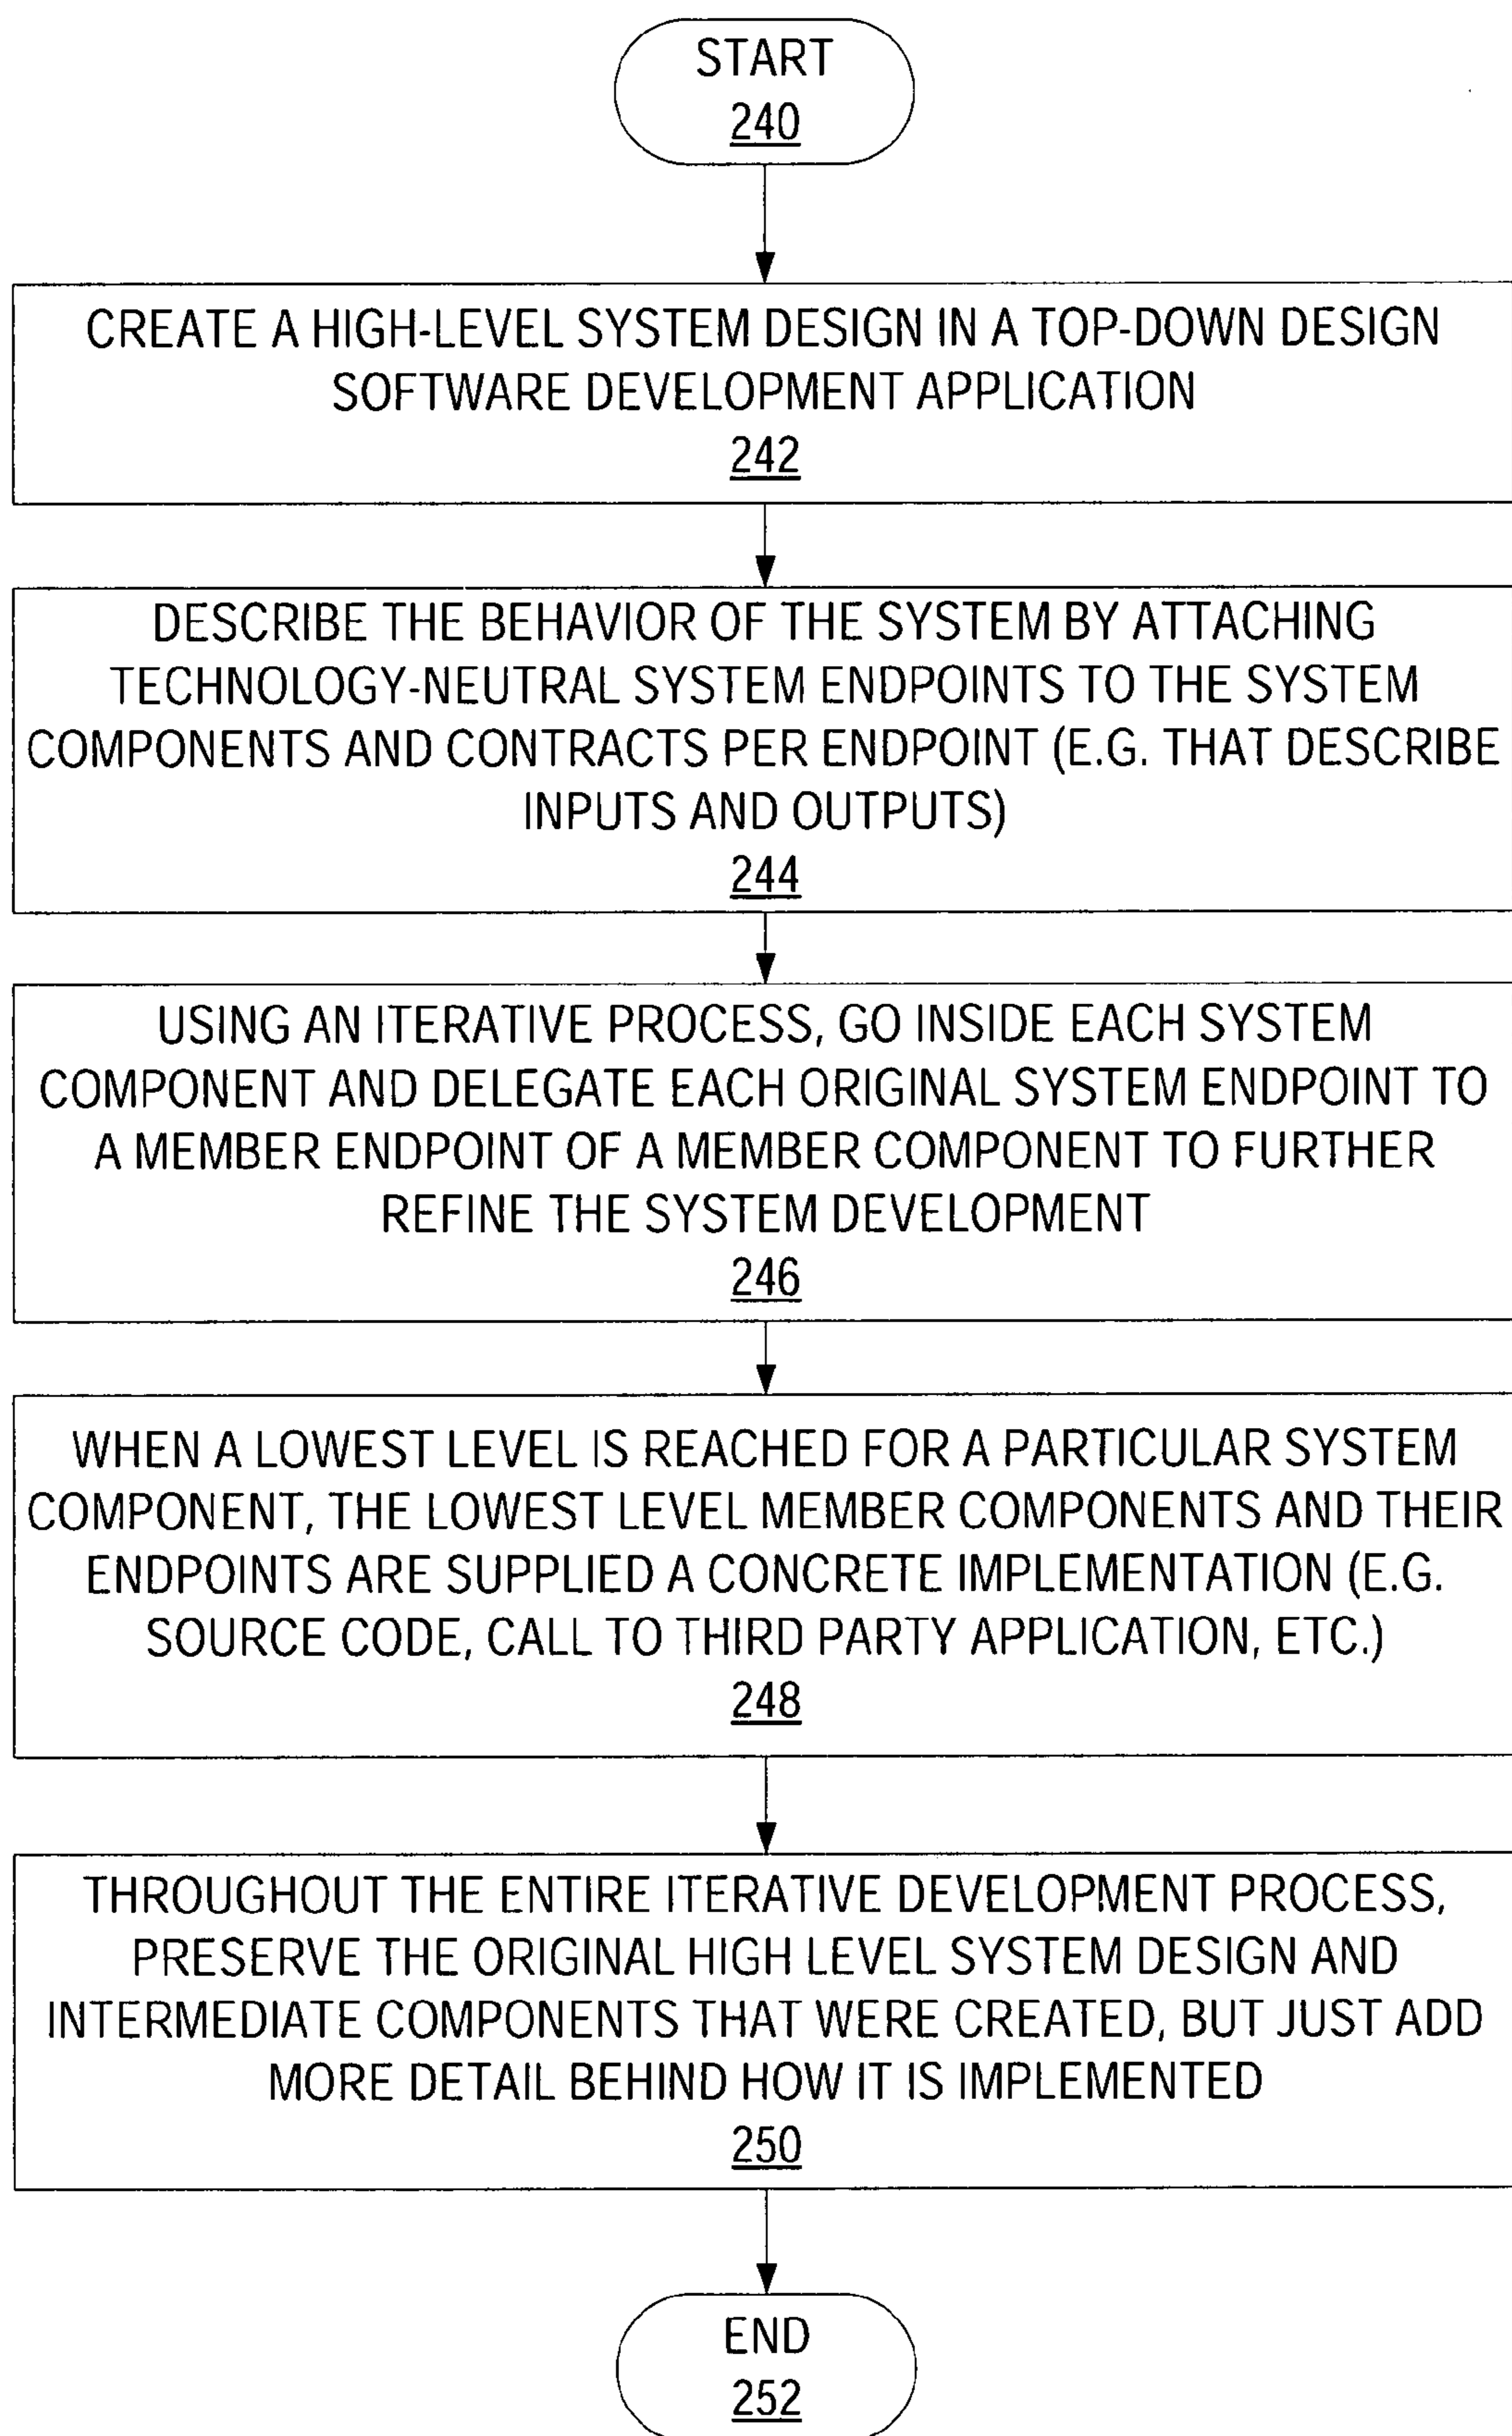 START
240
CREATE A HIGH-LEVEL SYSTEM DESIGN IN A TOP-DOWN DESIGN
SOFTWARE DEVELOPMENT APPLICATION
242
DESCRIBE THE BEHAVIOR OF THE SYSTEM BY ATTACHING
TECHNOLOGY-NEUTRAL SYSTEM ENDPOINTS TO THE SYSTEM
COMPONENTS AND CONTRACTS PER ENDPOINT (E.G. THAT DESCRIBE
INPUTS AND OUTPUTS)
244
USING AN ITERATIVE PROCESS, GO INSIDE EACH SYSTEM
COMPONENT AND DELEGATE EACH ORIGINAL SYSTEM ENDPOINT TO
A MEMBER ENDPOINT OF A MEMBER COMPONENT TO FURTHER
REFINE THE SYSTEM DEVELOPMENT
246
WHEN A LOWEST LEVEL IS REACHED FOR A PARTICULAR SYSTEM
COMPONENT, THE LOWEST LEVEL MEMBER COMPONENTS AND THEIR
ENDPOINTS ARE SUPPLIED A CONCRETE IMPLEMENTATION (E.G.
SOURCE CODE, CALL TO THIRD PARTY APPLICATION, ETC.)
248
THROUGHOUT THE ENTIRE ITERATIVE DEVELOPMENT PROCESS,
PRESERVE THE ORIGINAL HIGH LEVEL SYSTEM DESIGN AND
INTERMEDIATE COMPONENTS THAT WERE CREATED, BUT JUST ADD
MORE DETAIL BEHIND HOW IT IS IMPLEMENTED
250
END
252